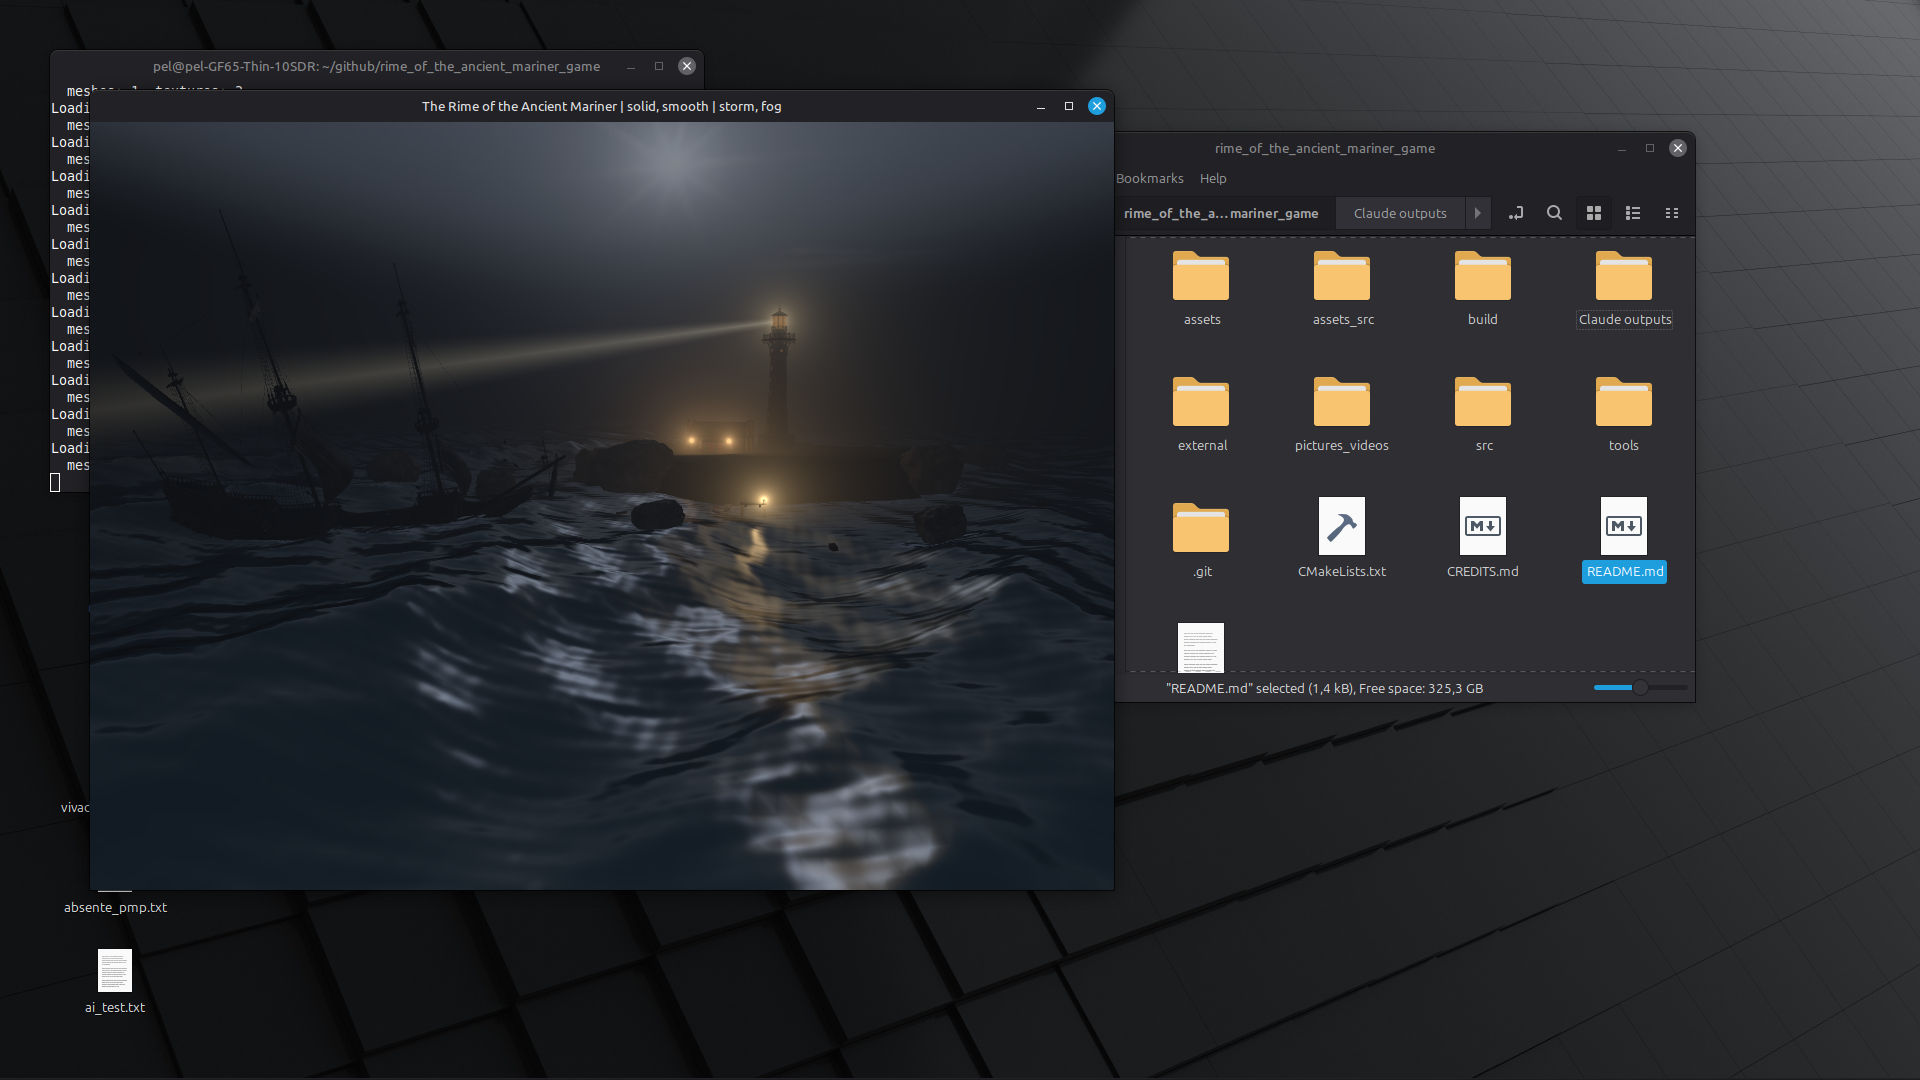 pel@pel-GF65-Thin-10SDR: ~/github/rime_of_the_ancient_mariner_game
Loadi
mes
Loadi
mes
Loadi
mes
Loadi
mes
Loadi
mes
Loadi
mes
Loadi
mes
Loadi
mes
Loadi
mes
Loadi
mes
Loadi
mes
The Rime of the Ancient Mariner | solid, smooth | storm, fog
rime_of_the_ancient_mariner_game
Bookmarks Help
rime_of_the_a...mariner_game Claude outputs
assets assets_src build Claude outputs
external pictures_videos src tools
.git CMakeLists.txt CREDITS.md README.md
"README.md" selected (1,4 kB), Free space: 325,3 GB
vivac
absente_pmp.txt
ai_test.txt